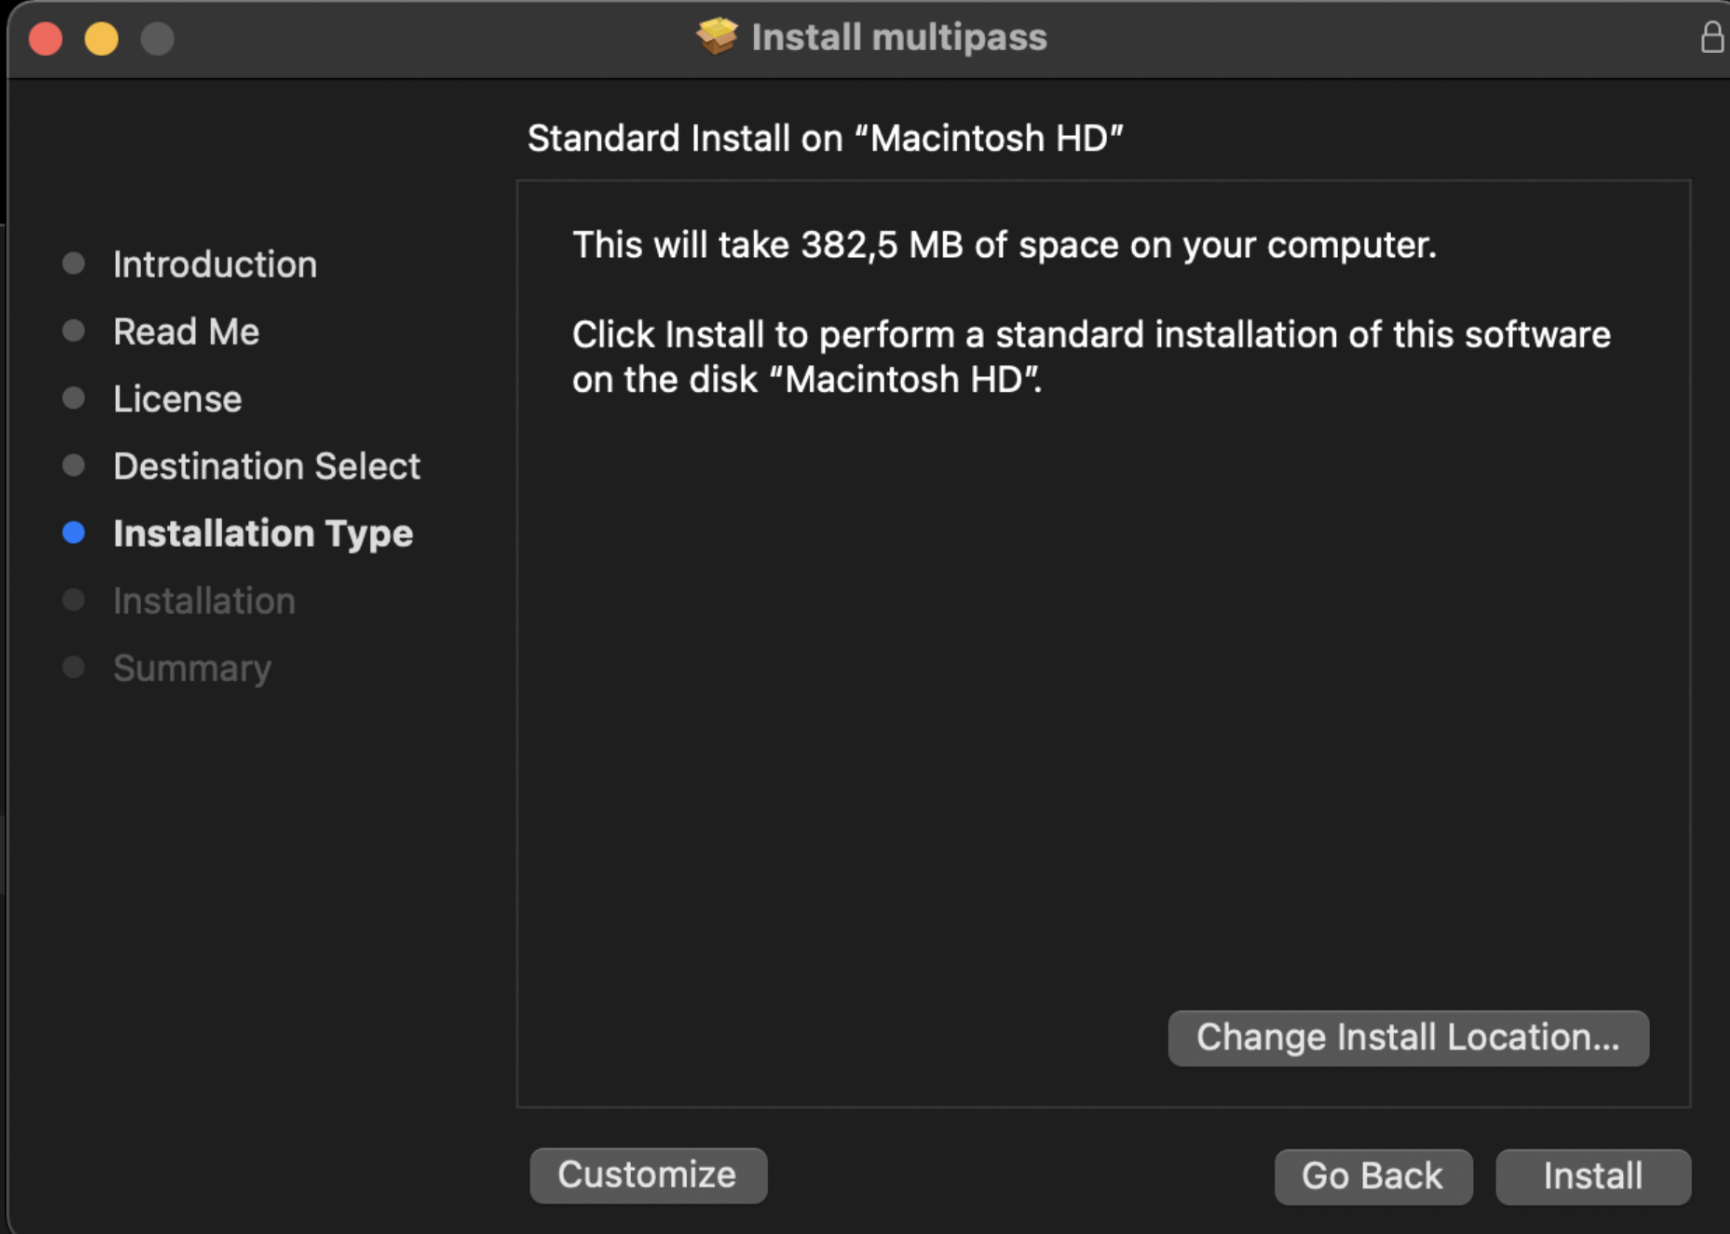 Install multipass
Standard Install on “Macintosh HD”
Introduction
Read Me
License
Destination Select
Installation Type
Installation
Summary
This will take 382,5 MB of space on your computer.
Click Install to perform a standard installation of this software
on the disk “Macintosh HD”.
Change Install Location...
Customize
Go Back
Install